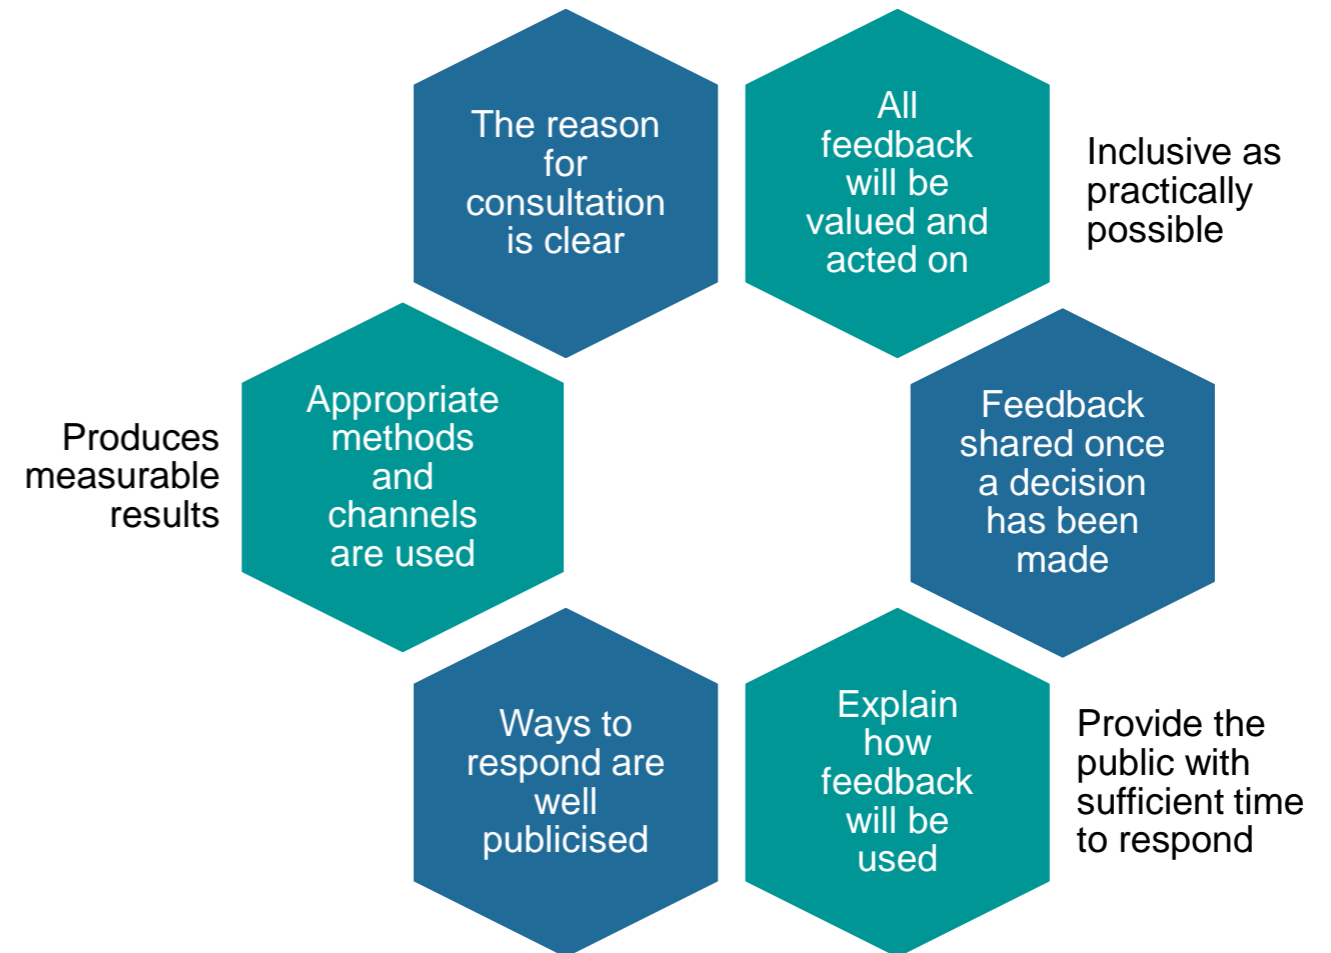 The reason
for
consultation
is clear
All
feedback
will be
valued and
acted on
Inclusive as
practically
possible
Produces
measurable
results
Appropriate
methods
and
channels
are used
Feedback
shared once
a decision
has been
made
Ways to
respond are
well
publicised
Explain
how
feedback
will be
used
Provide the
public with
sufficient time
to respond